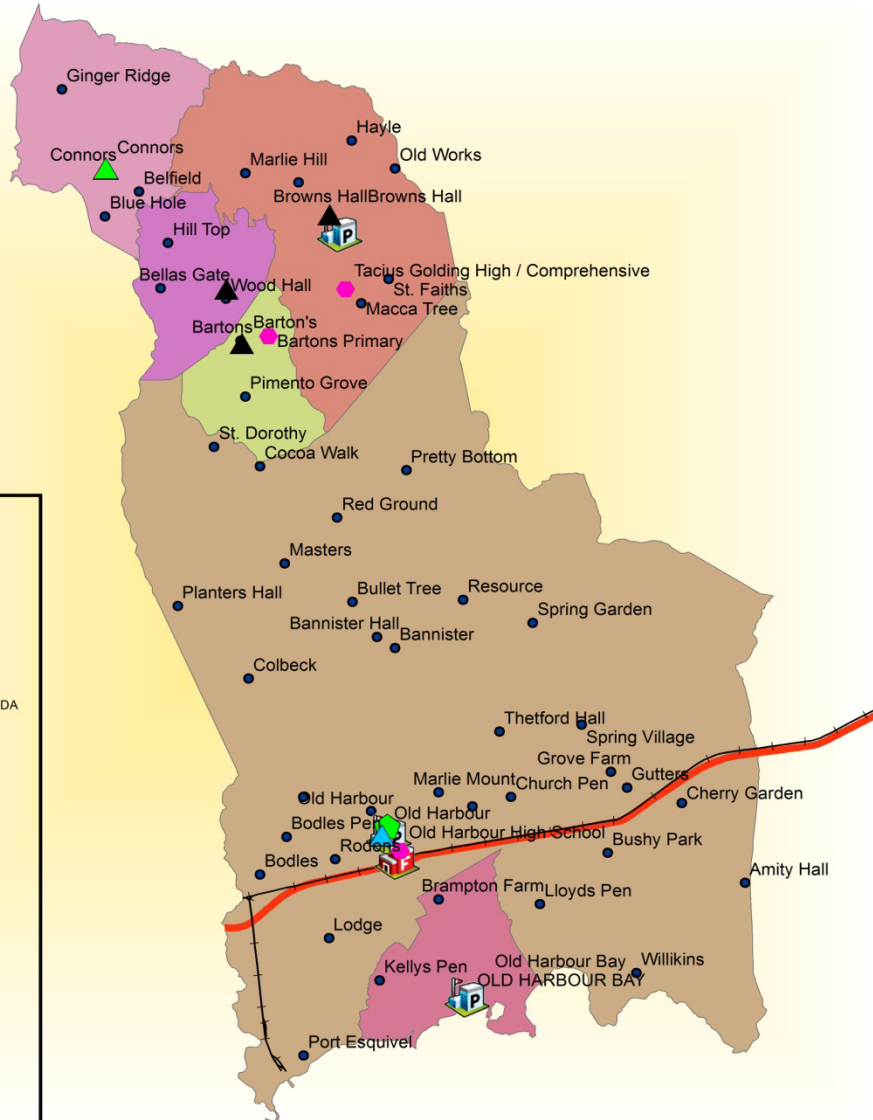 Ginger Ridge
Hayle
Connors
Connors
Marlie Hill
Old Works
Belfield
Browns Hall
Browns Hall
Blue Hole
P
Hill Top
Tacius Golding High / Comprehensive
Bellas Gate
Wood Hall
St. Faiths
Macca Tree
Bartons
Barton's
Bartons Primary
Pimento Grove
St. Dorothy
Cocoa Walk
Pretty Bottom
Red Ground
Masters
Planters Hall
Bullet Tree
Resource
Spring Garden
Bannister Hall
Bannister
Colbeck
DA
Thetford Hall
Spring Village
Grove Farm
Marlie Mount
Church Pen
Gutters
Old Harbour
Old Harbour
Cherry Garden
Bodles Pen
Old Harbour High School
Rodons
Bushy Park
F
Bodles
Amity Hall
Brampton Farm
Lloyds Pen
Lodge
Old Harbour Bay
Willikins
Kellys Pen
OLD HARBOUR BAY
P
Port Esquivel